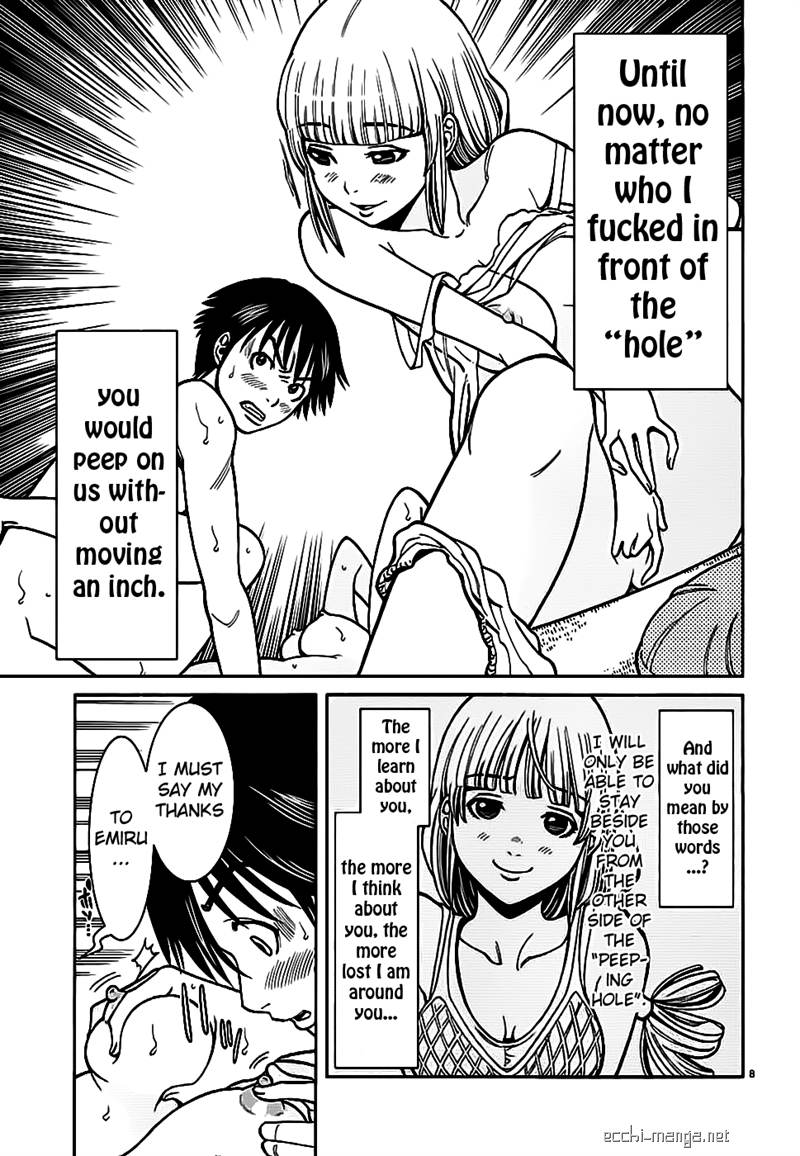 Until
now, no
matter
who I
fucked in
front of
the
"hole"
you
would
peep on
us with-
out
moving
an inch.
And
what did
you
mean by
those
words
...?
I WILL
ONLY BE
ABLE TO
STAY
BESIDE
YOU
FROM
THE
OTHER
SIDE OF
THE
"PEEP-
ING
HOLE".
The
more I
learn
about
you,
the more
I think
about
you, the
more
lost I am
around
you...
I MUST
SAY MY
THANKS
TO
EMIRU
...
8
ecchi-manga.net